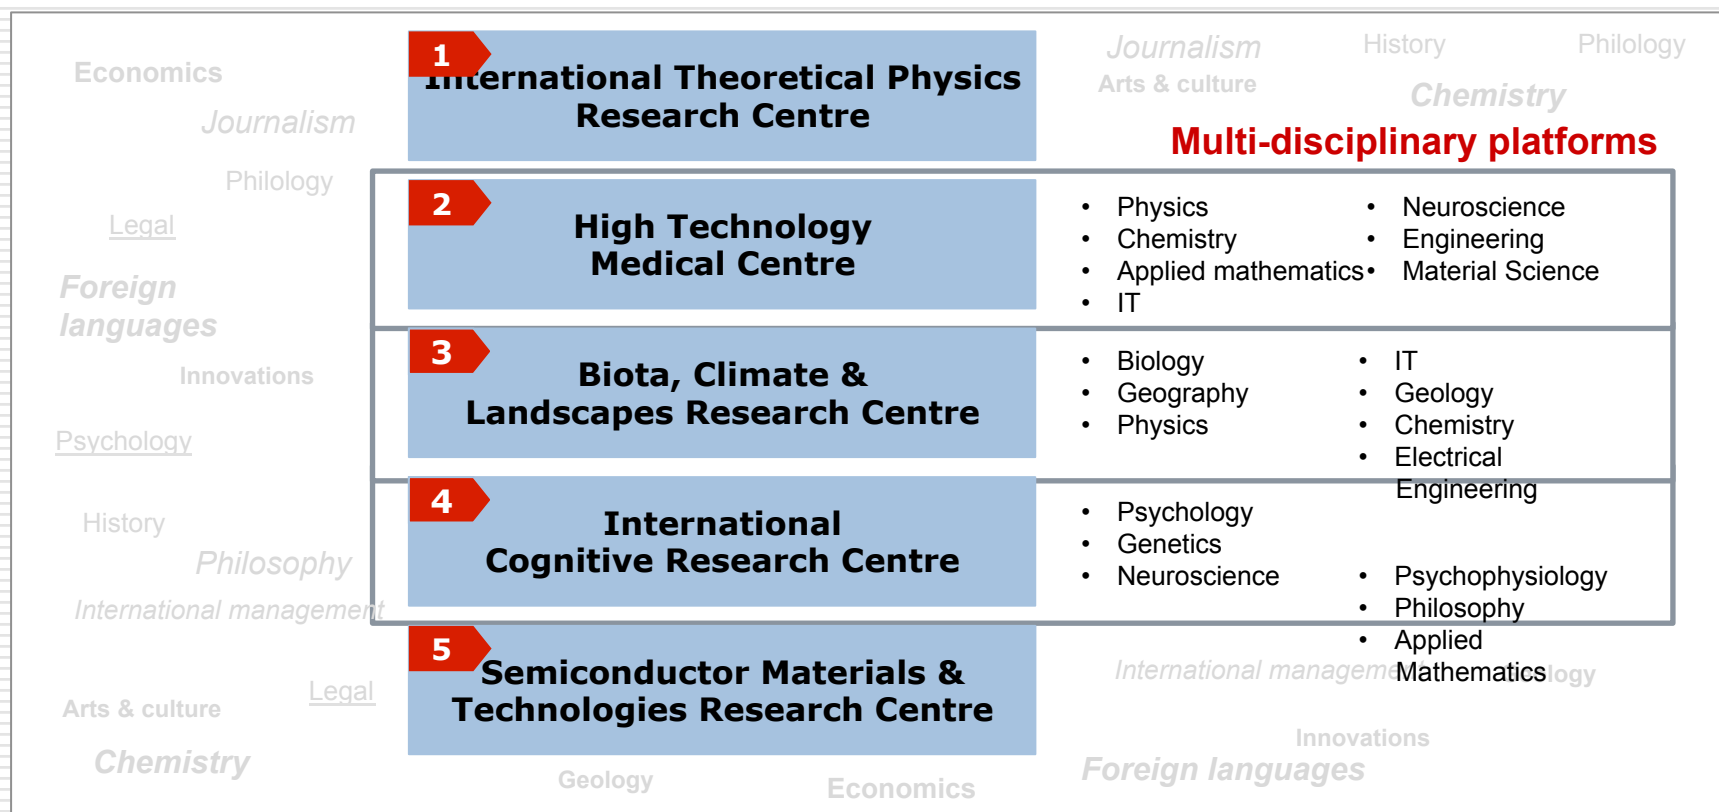 Economics
Journalism
Philology
Legal
Foreign
languages
Innovations
Psychology
History
Philosophy
International management
Legal
Arts & culture
Chemistry
Geology
Economics
1
International Theoretical Physics
Research Centre
2
High Technology
Medical Centre
3
Biota, Climate &
Landscapes Research Centre
4
International
Cognitive Research Centre
5
Semiconductor Materials &
Technologies Research Centre
Journalism
History
Philology
Arts & culture
Chemistry
Multi-disciplinary platforms
• Physics
• Chemistry
• Applied mathematics
• IT
• Neuroscience
• Engineering
• Material Science
• Biology
• Geography
• Physics
• IT
• Geology
• Chemistry
• Electrical
Engineering
• Psychology
• Genetics
• Neuroscience
• Psychophysiology
• Philosophy
• Applied
Mathematics
International management
Innovations
Foreign languages